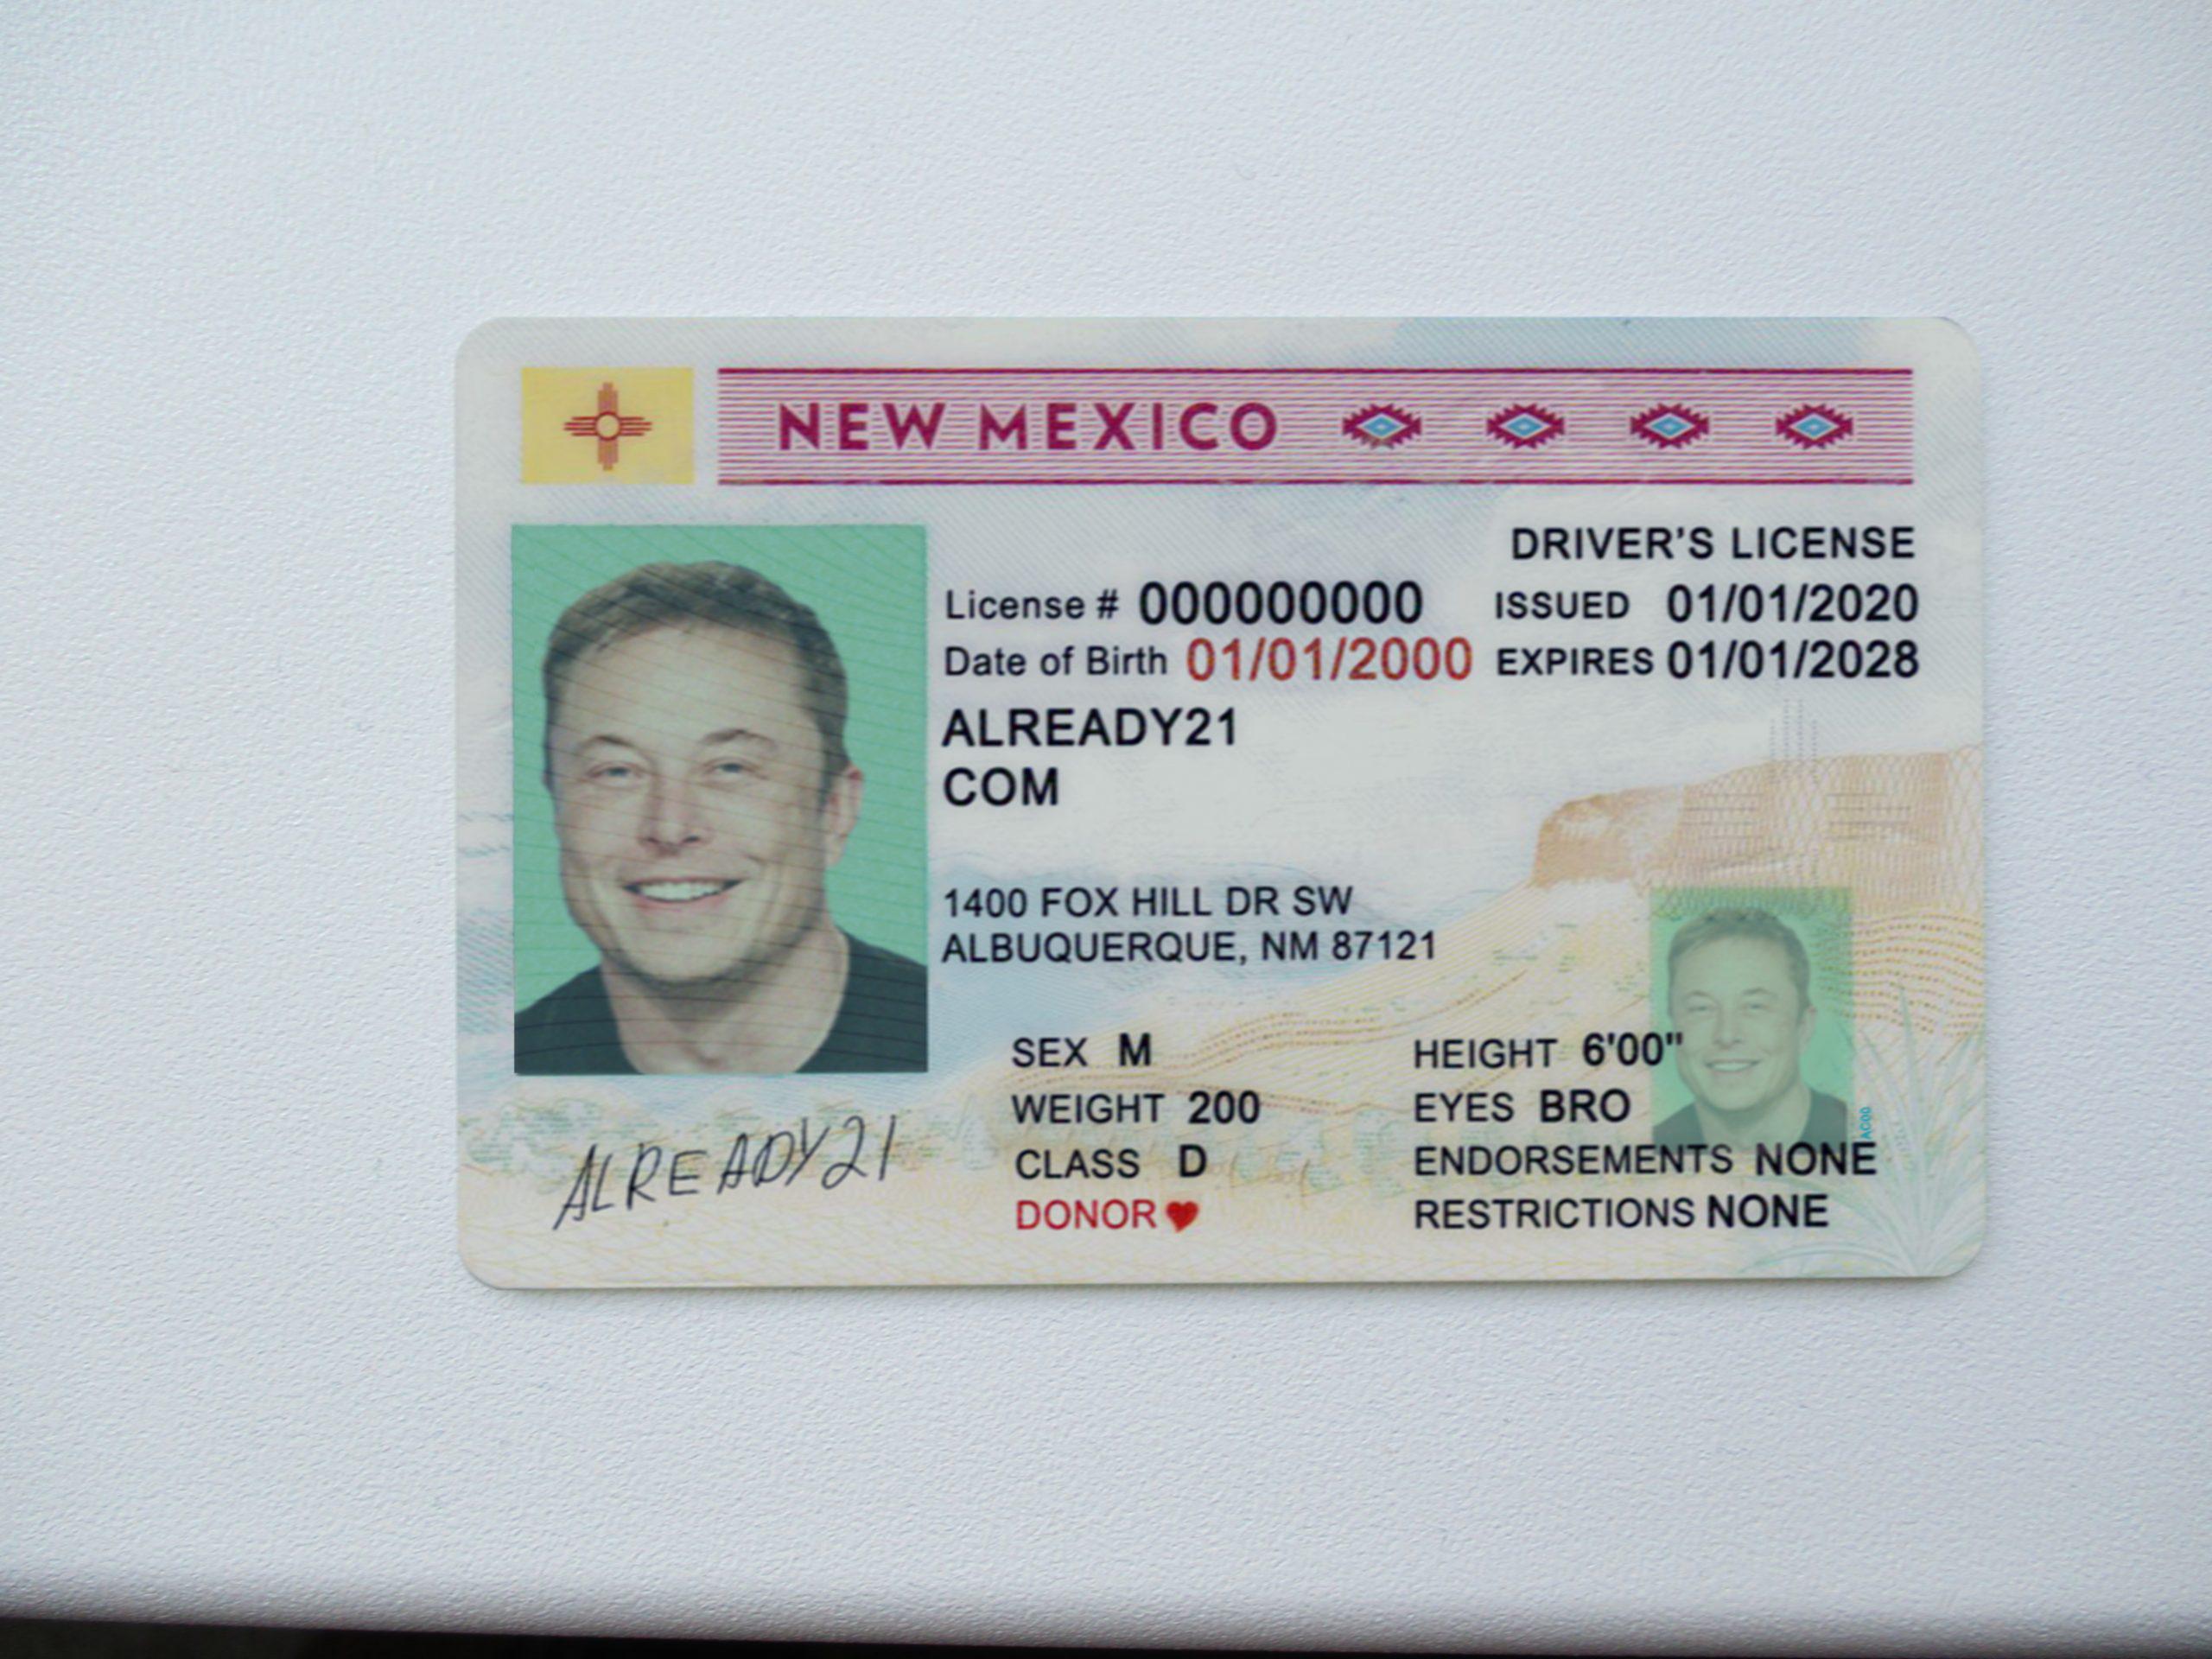 NEW MEXICO
DRIVER'S LICENSE
License # 000000000 ISSUED 01/01/2020
Date of Birth 01/01/2000 EXPIRES 01/01/2028
ALREADY21
COM
1400 FOX HILL DR SW
ALBUQUERQUE, NM 87121
SEX M HEIGHT 6'00"
WEIGHT 200 EYES BRO
CLASS D ENDORSEMENTS NONE
DONOR RESTRICTIONS NONE
ALREADY21